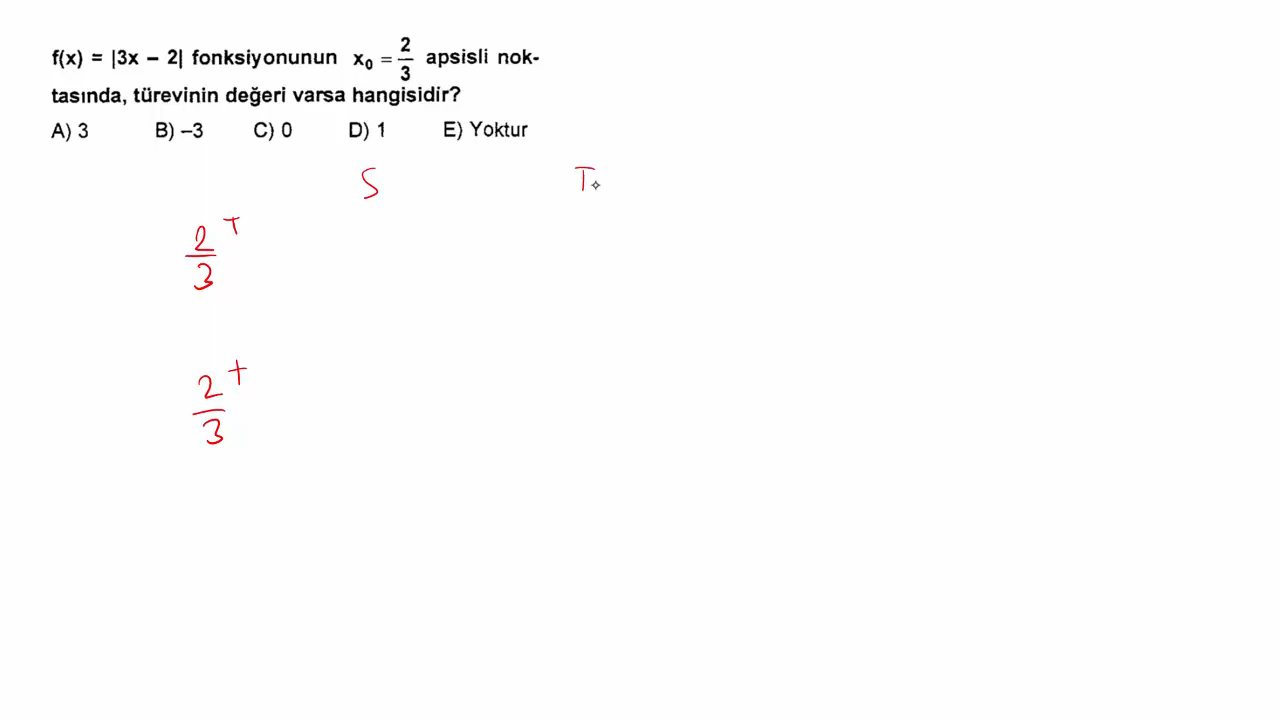 f(x) = |3x – 2| fonksiyonunun x₀ = 2/3 apsisli nok-
tasında, türevinin değeri varsa hangisidir?
A) 3 B) –3 C) 0 D) 1 E) Yoktur
S T
2/3 +
2/3 +